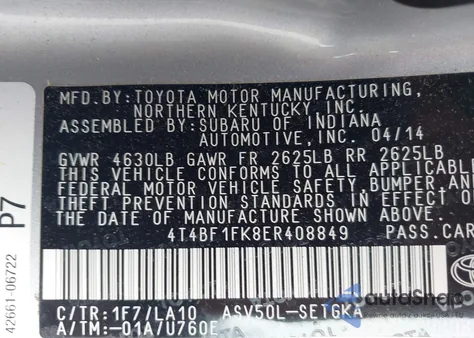 MFD.BY:TOYOTA MOTOR MANUFACTURING,
NORTHERN KENTUCKY INC.
ASSEMBLED BY:SUBARU OF INDIANA
AUTOMOTIVE, INC. 04/14
GVWR 4630LB GAWR FR 2625LB RR 2625LB
THIS VEHICLE CONFORMS TO ALL APPLICABLE
FEDERAL MOTOR VEHICLE SAFETY,BUMPER,AND
THEFT PREVENTION STANDARDS IN EFFECT O
THE DATE OF MANUFACTURE SHOWN ABOVE.
4T4BF1FK8ER408849 PASS.CAR
C/TR:1F7/LA10 ASV50L-SETGKA
A/TM:-01A/U760E
P7
42661-06722
AutoSnap